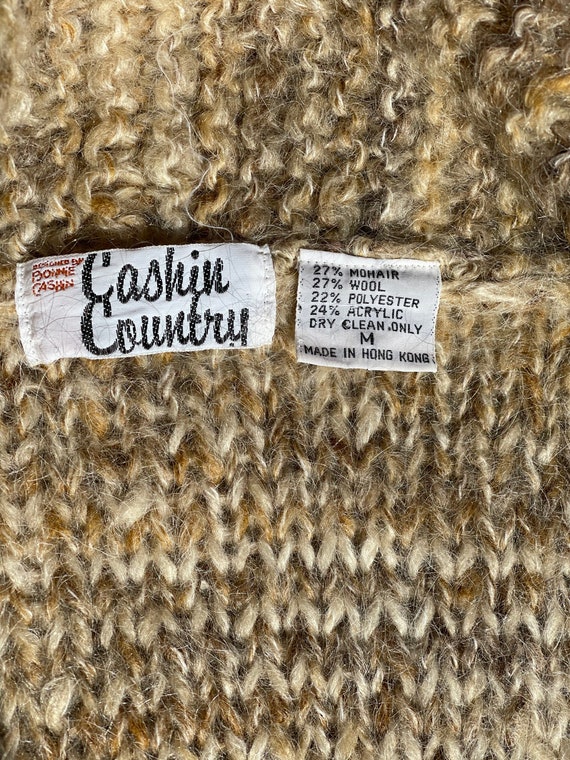 DESIGNED BY
BONNIE
CASHIN
Cashin
Country
27% MOHAIR
27% WOOL
22% POLYESTER
24% ACRYLIC
DRY CLEAN ONLY
M
MADE IN HONG KONG